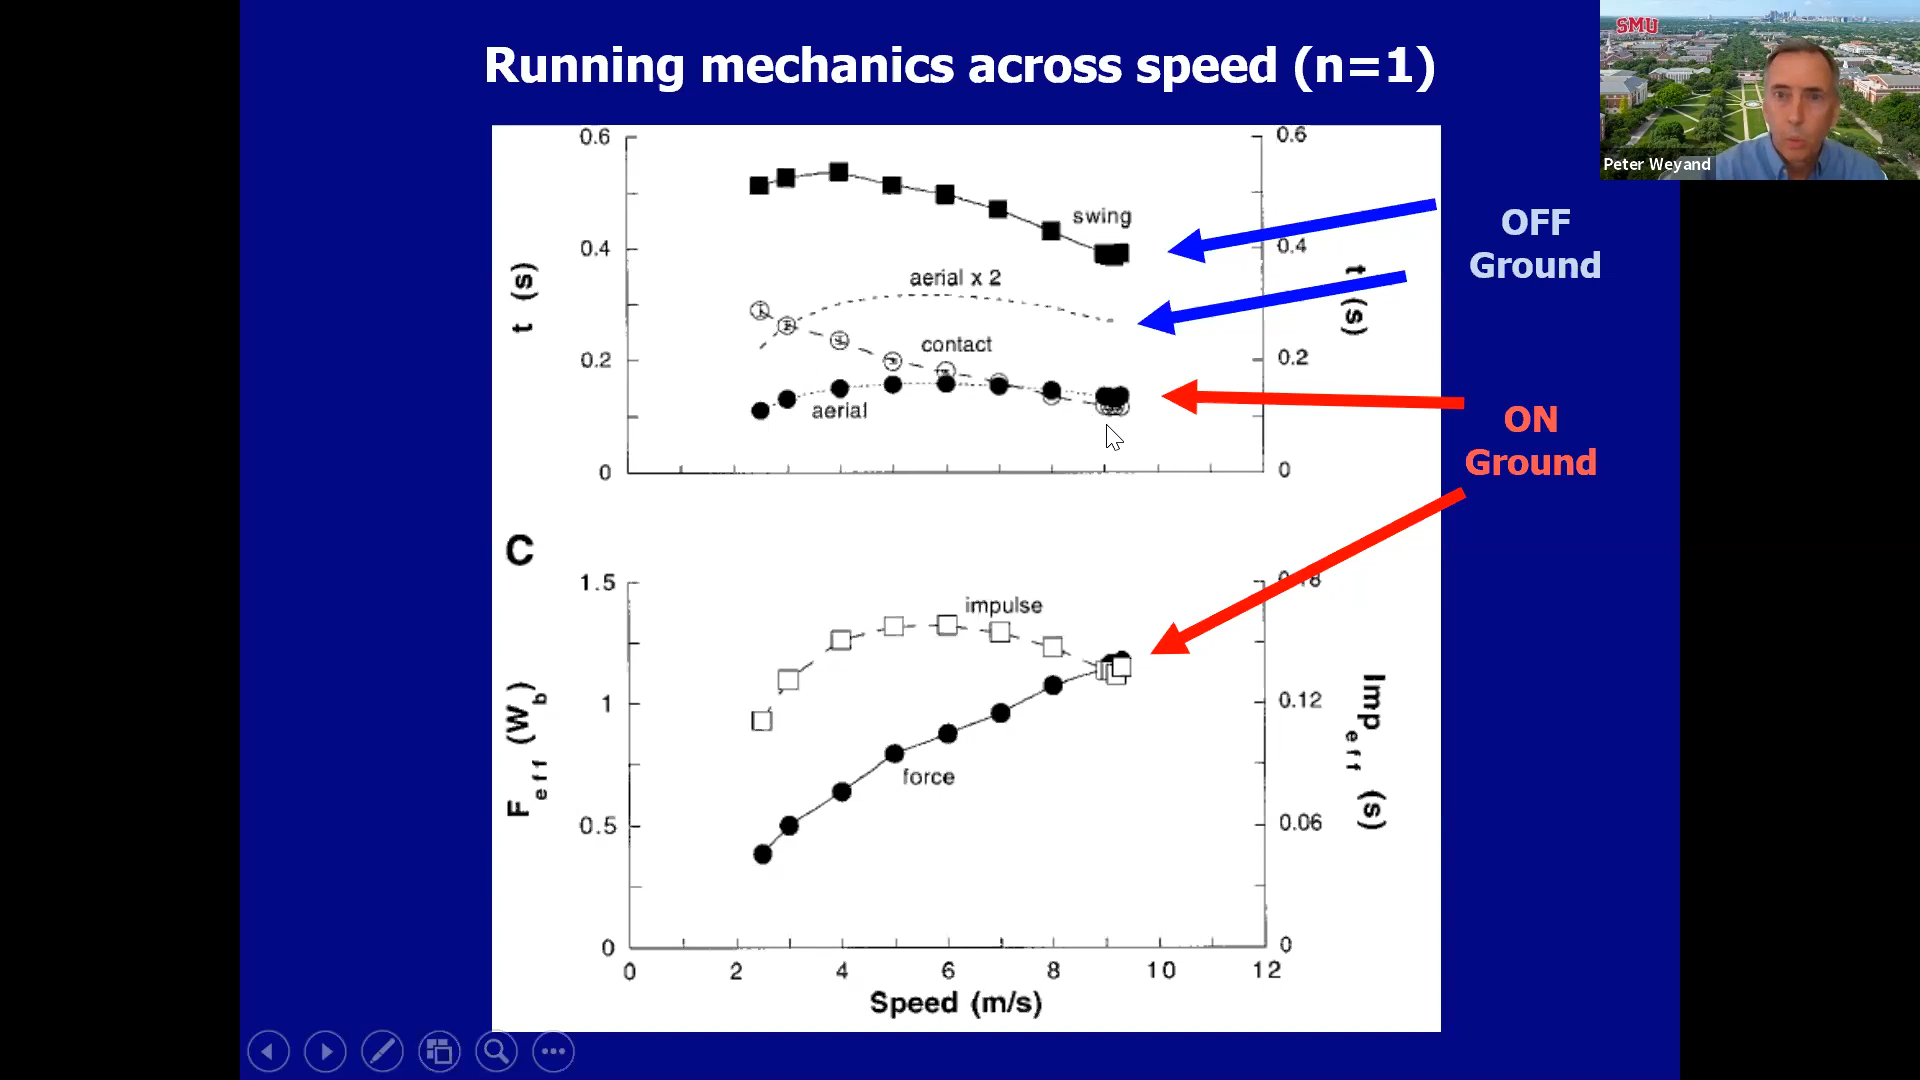 Running mechanics across speed (n=1)
SMU
Peter Weyand
0.6
0.6
swing
OFF
Ground
0.4
0.4
t (s)
t (s)
aerial x 2
contact
0.2
0.2
aerial
ON
Ground
0
0
C
1.5
0.18
impulse
F eff (Wb)
Imp eff (s)
1
0.12
force
0.5
0.06
0
0
0 2 4 6 8 10 12
Speed (m/s)